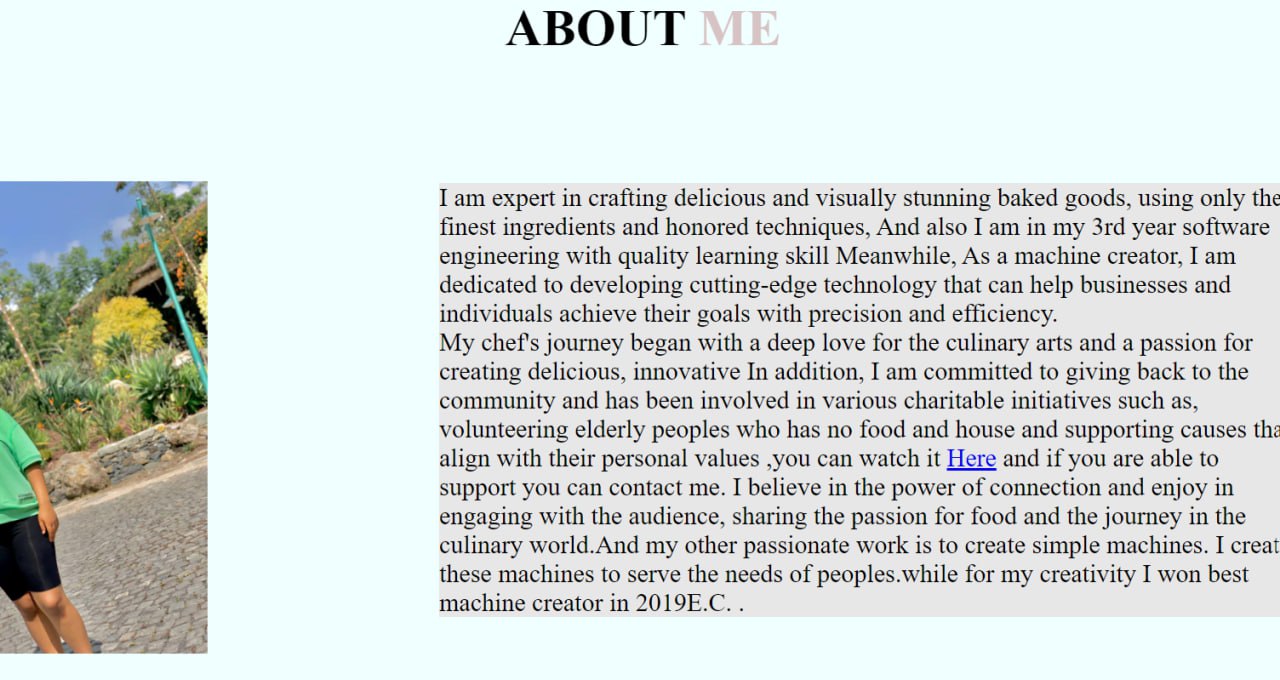 ABOUT ME
I am expert in crafting delicious and visually stunning baked goods, using only the
finest ingredients and honored techniques, And also I am in my 3rd year software
engineering with quality learning skill Meanwhile, As a machine creator, I am
dedicated to developing cutting-edge technology that can help businesses and
individuals achieve their goals with precision and efficiency.
My chef's journey began with a deep love for the culinary arts and a passion for
creating delicious, innovative In addition, I am committed to giving back to the
community and has been involved in various charitable initiatives such as,
volunteering elderly peoples who has no food and house and supporting causes tha
align with their personal values ,you can watch it Here and if you are able to
support you can contact me. I believe in the power of connection and enjoy in
engaging with the audience, sharing the passion for food and the journey in the
culinary world.And my other passionate work is to create simple machines. I creat
these machines to serve the needs of peoples.while for my creativity I won best
machine creator in 2019E.C. .